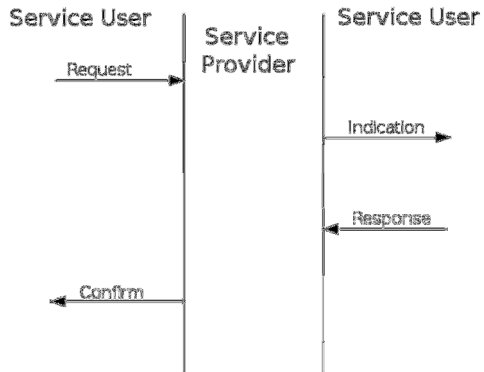 Service User
Service
Provider
Service User
Request
Indication
Response
Confirm